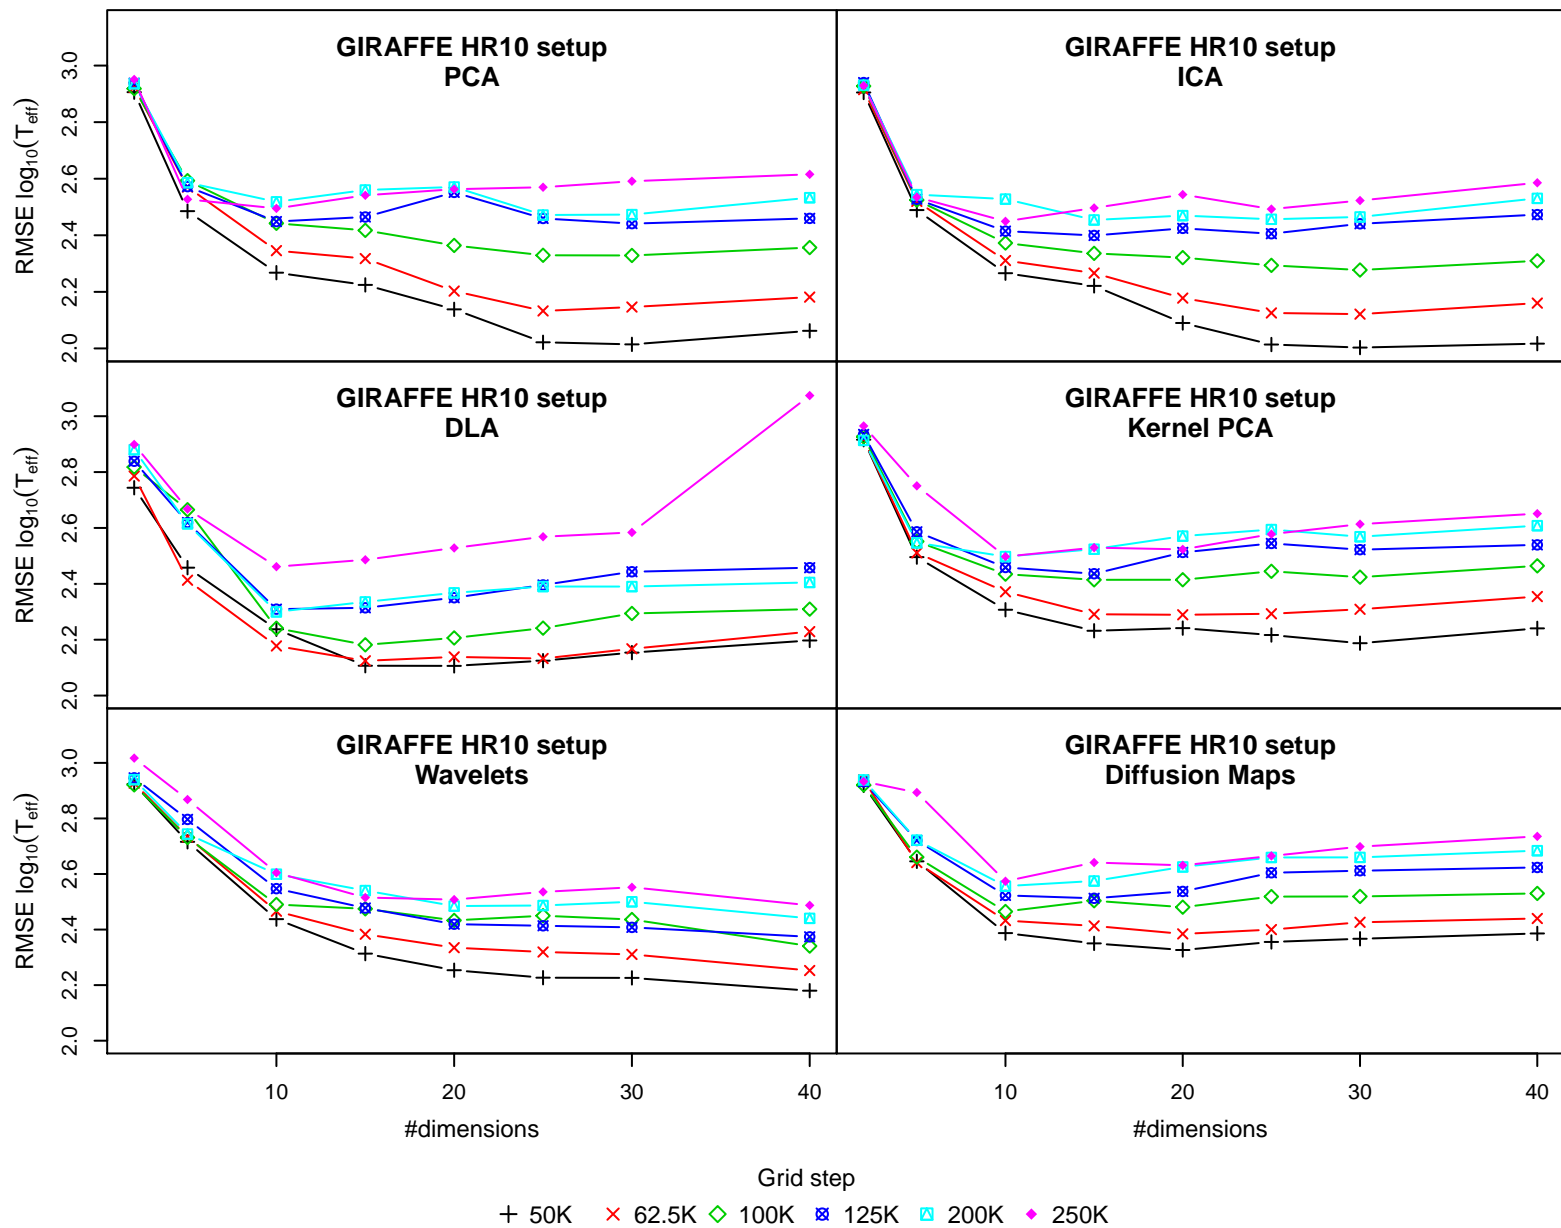 GIRAFFE HR10 setup
PCA
GIRAFFE HR10 setup
ICA
RMSE log₁₀(T_eff)
3.0
2.8
2.6
2.4
2.2
2.0
GIRAFFE HR10 setup
DLA
GIRAFFE HR10 setup
Kernel PCA
RMSE log₁₀(T_eff)
3.0
2.8
2.6
2.4
2.2
2.0
GIRAFFE HR10 setup
Wavelets
GIRAFFE HR10 setup
Diffusion Maps
RMSE log₁₀(T_eff)
3.0
2.8
2.6
2.4
2.2
2.0
10 20 30 40
10 20 30 40
#dimensions
#dimensions
Grid step
50K 62.5K 100K 125K 200K 250K